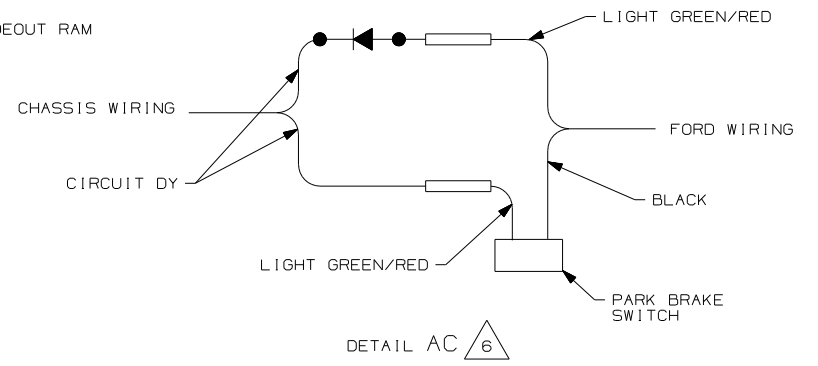 LIGHT GREEN/RED
RAM
CHASSIS WIRING
FORD WIRING
CIRCUIT DY
BLACK
LIGHT GREEN/RED
PARK BRAKE
SWITCH
DETAIL AC 6